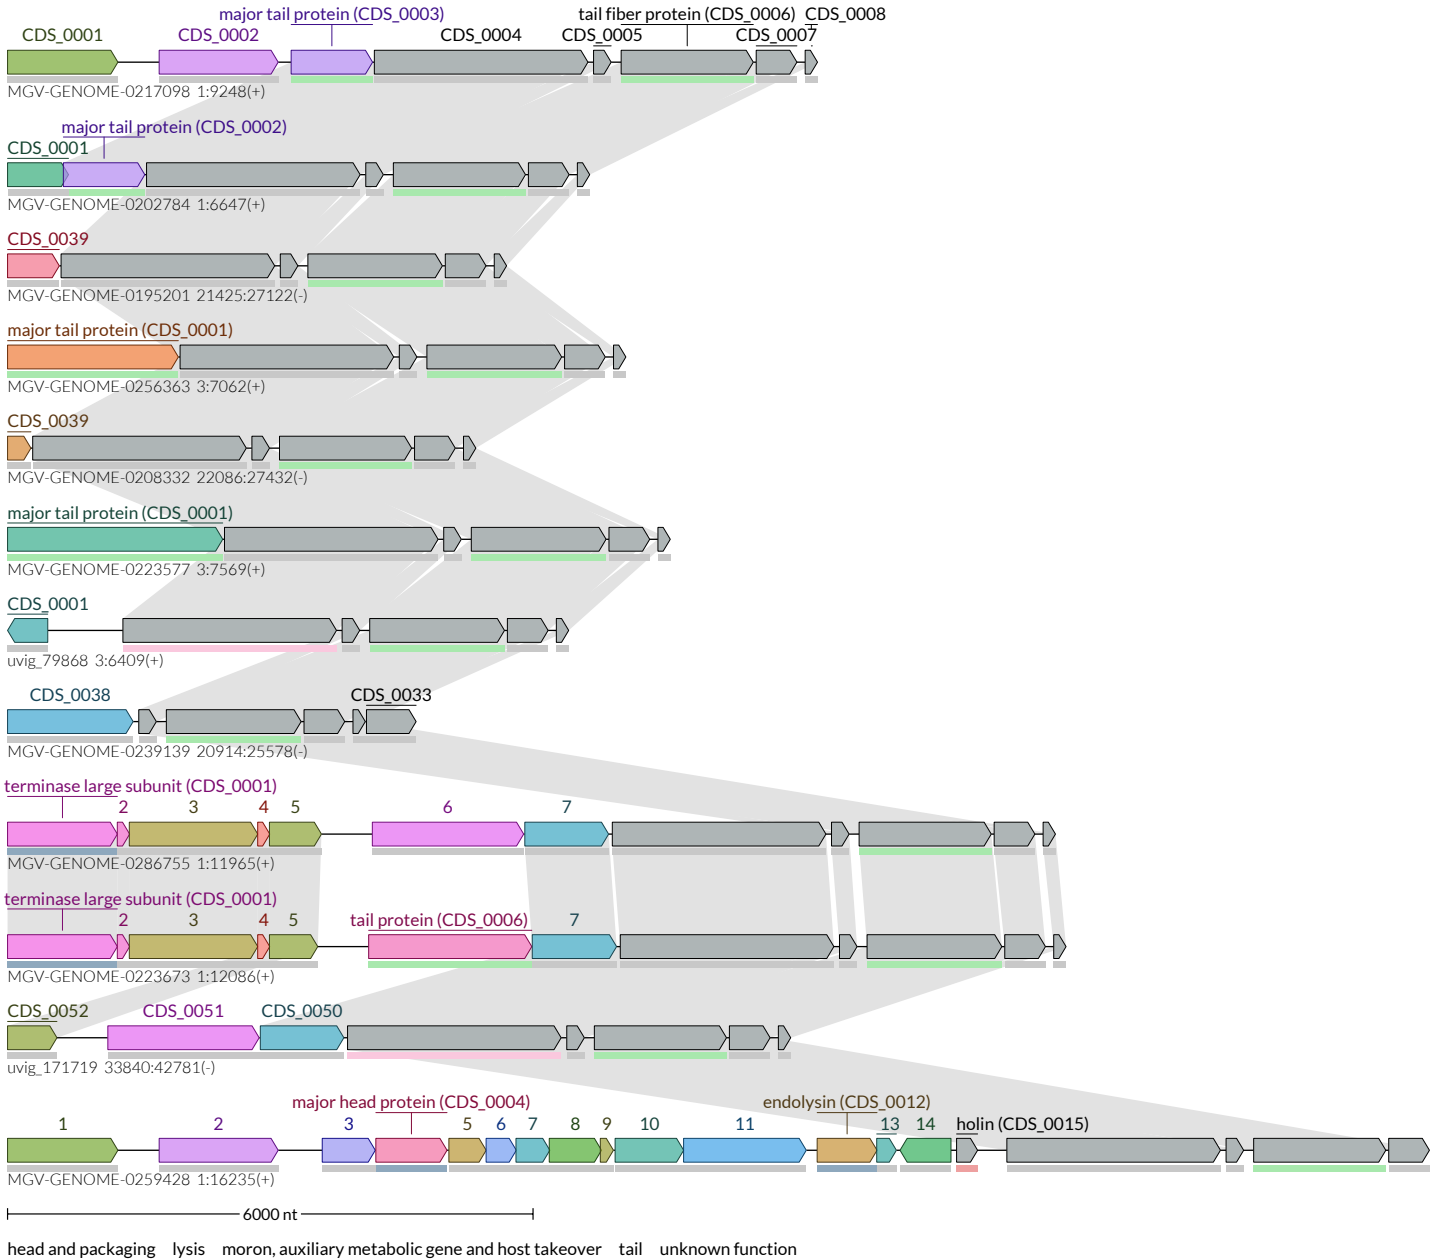 major tail protein (CDS_0003) tail fiber protein (CDS_0006) CDS_0008
CDS_0001 CDS_0002 CDS_0004 CDS_0005 CDS_0007
MGV-GENOME-0217098 1:9248(+)
major tail protein (CDS_0002)
CDS_0001
MGV-GENOME-0202784 1:6647(+)
CDS_0039
MGV-GENOME-0195201 21425:27122(-)
major tail protein (CDS_0001)
MGV-GENOME-0256363 3:7062(+)
CDS_0039
MGV-GENOME-0208332 22086:27432(-)
major tail protein (CDS_0001)
MGV-GENOME-0223577 3:7569(+)
CDS_0001
uvig_79868 3:6409(+)
CDS_0038 CDS_0033
MGV-GENOME-0239139 20914:25578(-)
terminase large subunit (CDS_0001)
2 3 4 5 6 7
MGV-GENOME-0286755 1:11965(+)
terminase large subunit (CDS_0001)
2 3 4 5 tail protein (CDS_0006) 7
MGV-GENOME-0223673 1:12086(+)
CDS_0052 CDS_0051 CDS_0050
uvig_171719 33840:42781(-)
major head protein (CDS_0004) endolysin (CDS_0012)
1 2 3 5 6 7 8 9 10 11 13 14 holin (CDS_0015)
MGV-GENOME-0259428 1:16235(+)
6000 nt
head and packaging lysis moron, auxiliary metabolic gene and host takeover tail unknown function